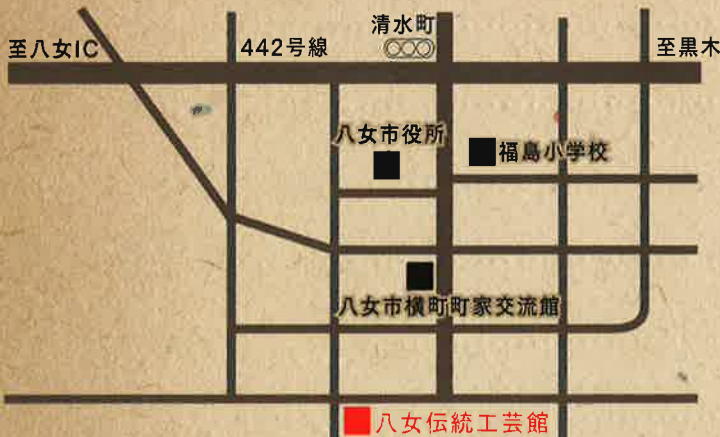 清水町
至八女IC
442号線
至黒木
八女市役所
福島小学校
八女市横町町家交流館
八女伝統工芸館